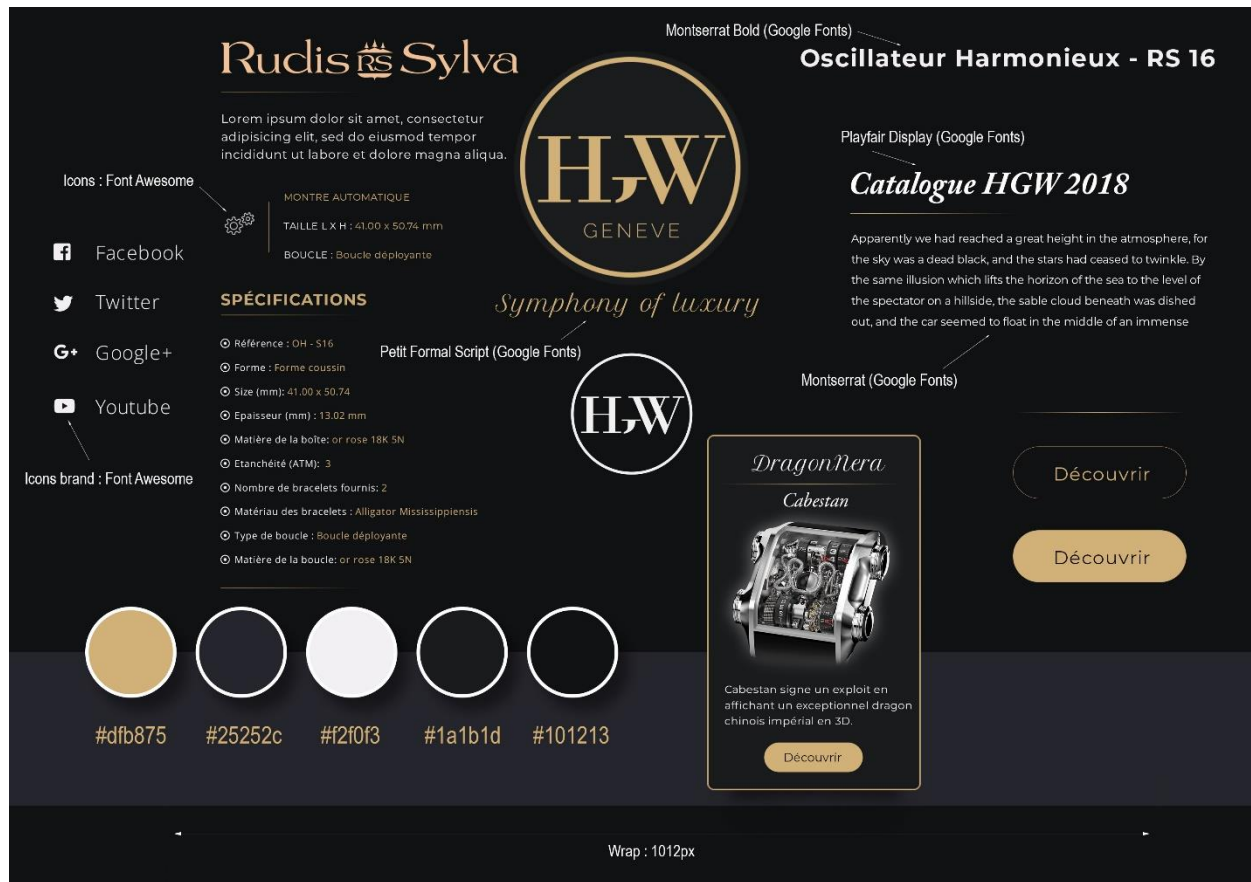 Montserrat Bold (Google Fonts)
Rudis RS Sylva
Oscillateur Harmonieux - RS 16
Lorem ipsum dolor sit amet, consectetur
adipisicing elit, sed do eiusmod tempor
incididunt ut labore et dolore magna aliqua.
HGW
GENEVE
Symphony of luxury
Petit Formal Script (Google Fonts)
HGW
Playfair Display (Google Fonts)
Catalogue HGW 2018
Apparently we had reached a great height in the atmosphere, for
the sky was a dead black, and the stars had ceased to twinkle. By
the same illusion which lifts the horizon of the sea to the level of
the spectator on a hillside, the sable cloud beneath was dished
out, and the car seemed to float in the middle of an immense
Montserrat (Google Fonts)
Icons : Font Awesome
MONTRE AUTOMATIQUE
TAILLE L X H : 41.00 x 50.74 mm
BOUCLE : Boucle déployante
Facebook
Twitter
G+ Google+
Youtube
Icons brand : Font Awesome
SPÉCIFICATIONS
Référence : OH - S16
Forme : Forme coussin
Size (mm): 41.00 x 50.74
Epaisseur (mm) : 13.02 mm
Matière de la boîte: or rose 18K 5N
Etanchéité (ATM): 3
Nombre de bracelets fournis: 2
Matériau des bracelets : Alligator Mississippiensis
Type de boucle : Boucle déployante
Matière de la boucle: or rose 18K 5N
DragonNera
Cabestan
Cabestan signe un exploit en
affichant un exceptionnel dragon
chinois impérial en 3D.
Découvrir
Découvrir
Découvrir
#dfb875
#25252c
#f2f0f3
#1a1b1d
#101213
Wrap : 1012px